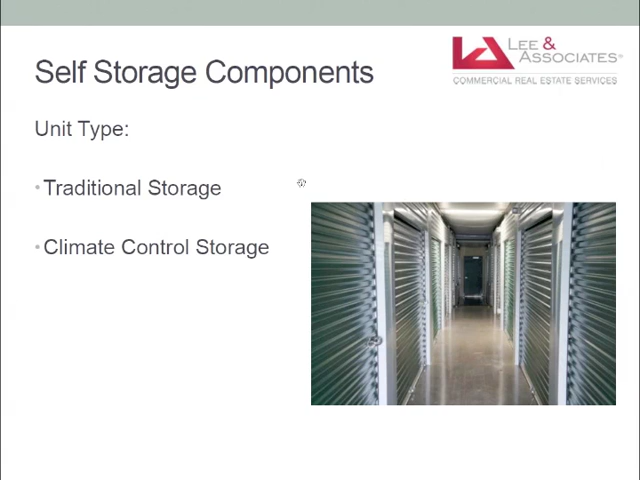 Self Storage Components
LEE &
ASSOCIATES®
COMMERCIAL REAL ESTATE SERVICES
Unit Type:
• Traditional Storage
• Climate Control Storage